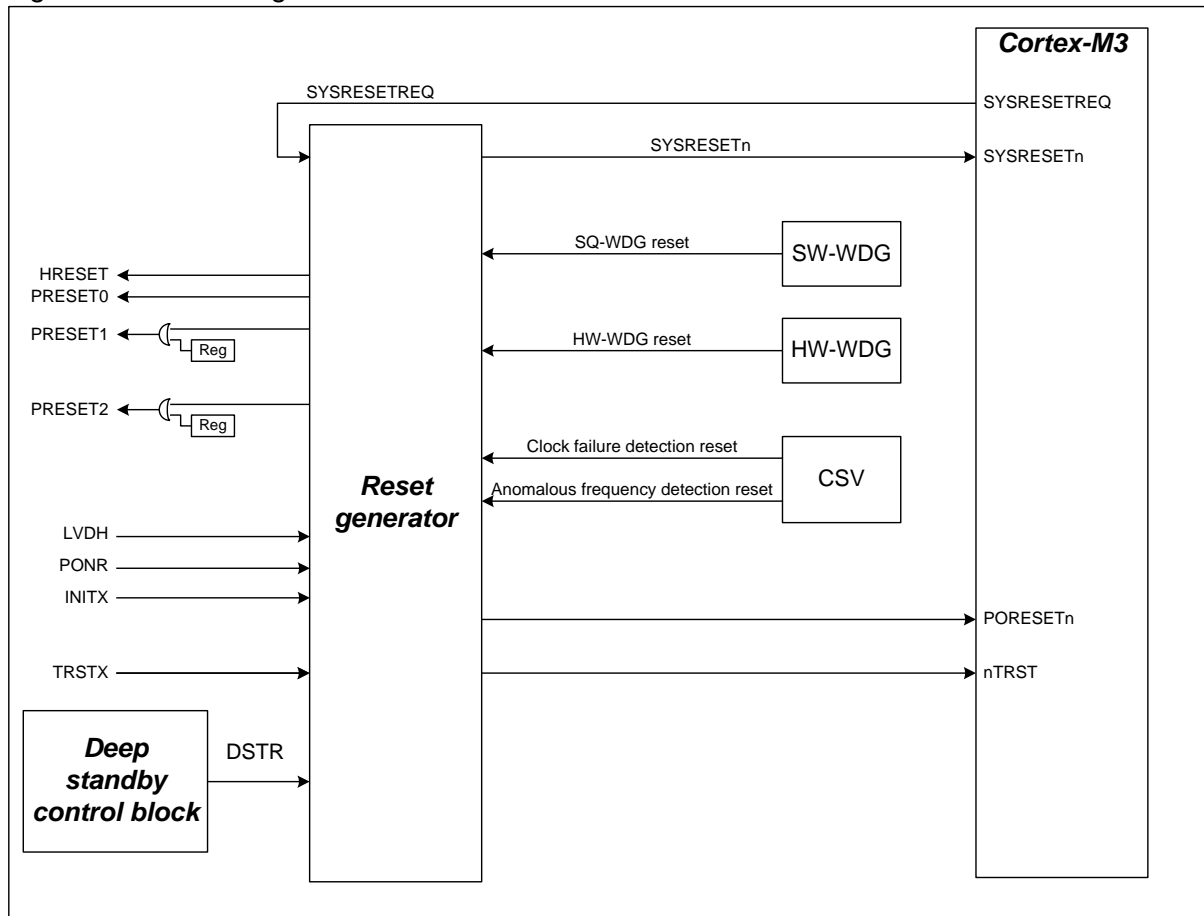 Cortex-M3
SYSRESETREQ
SYSRESETREQ
SYSRESETn
SYSRESETn
SQ-WDG reset
SW-WDG
HRESET
PRESET0
PRESET1
Reg
HW-WDG reset
HW-WDG
PRESET2
Reg
Clock failure detection reset
CSV
Anomalous frequency detection reset
Reset
generator
LVDH
PONR
INITX
PORESETn
TRSTX
nTRST
Deep
standby
control block
DSTR